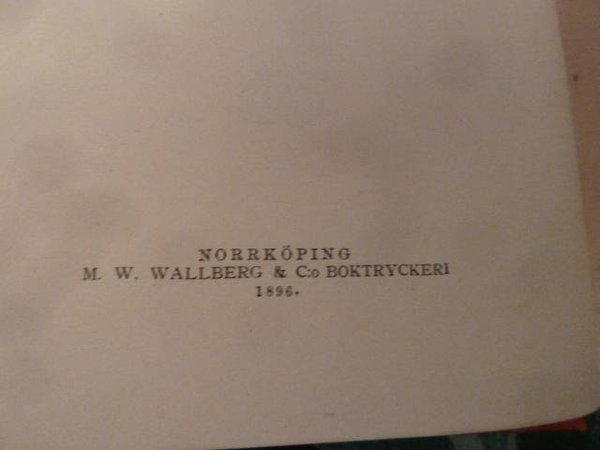 NORRKÖPING
M. W. WALLBERG & C:o BOKTRYCKERI
1896.